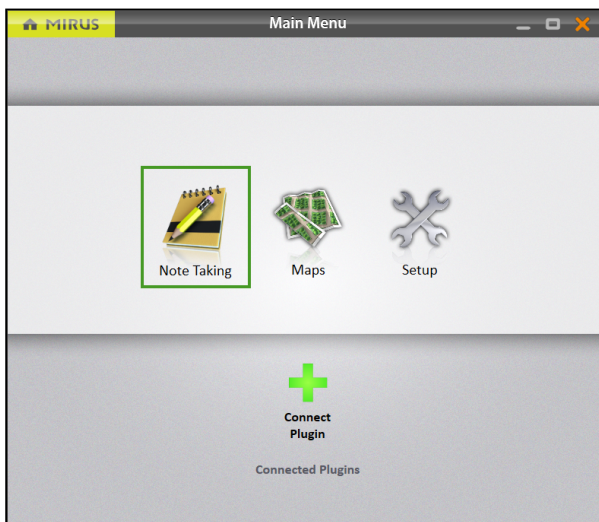 MIRUS
Main Menu
Note Taking
Maps
Setup
Connect
Plugin
Connected Plugins